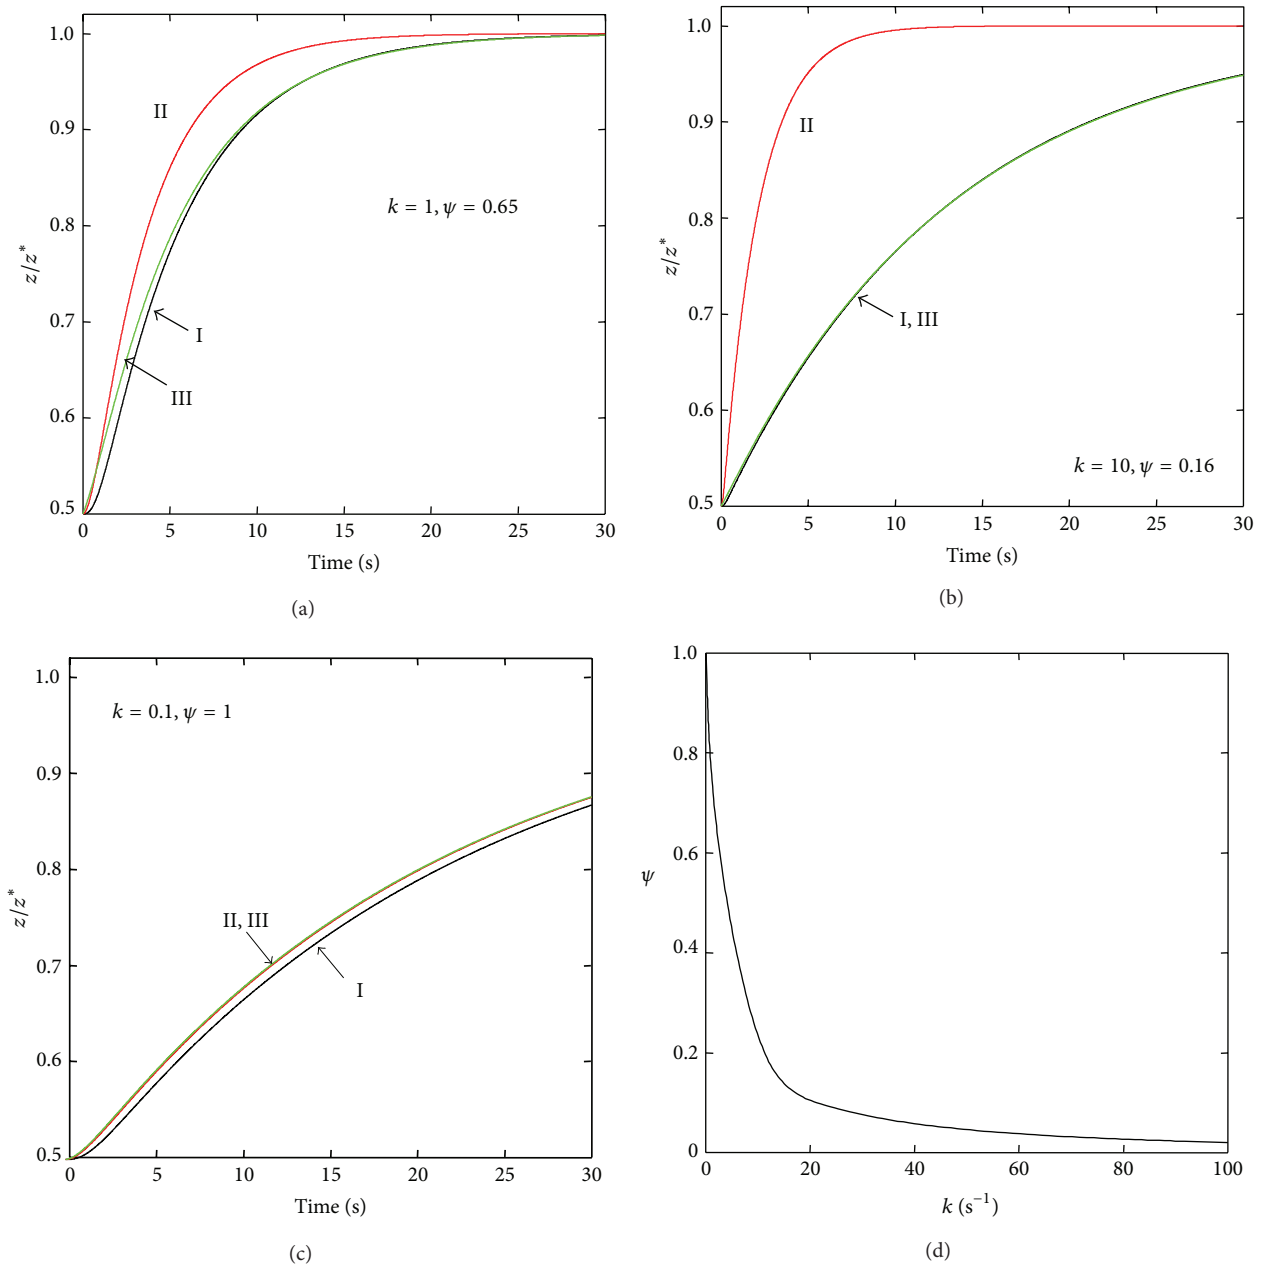 1.0
0.9
0.8
0.7
0.6
0.5
z/z*
II
k = 1, ψ = 0.65
I
III
0 5 10 15 20 25 30
Time (s)
(a)
1.0
0.9
0.8
0.7
0.6
0.5
z/z*
II
I, III
k = 10, ψ = 0.16
0 5 10 15 20 25 30
Time (s)
(b)
1.0
0.9
0.8
0.7
0.6
0.5
z/z*
k = 0.1, ψ = 1
II, III
I
0 5 10 15 20 25 30
Time (s)
(c)
1.0
0.8
0.6
0.4
0.2
0
ψ
0 20 40 60 80 100
k (s⁻¹)
(d)